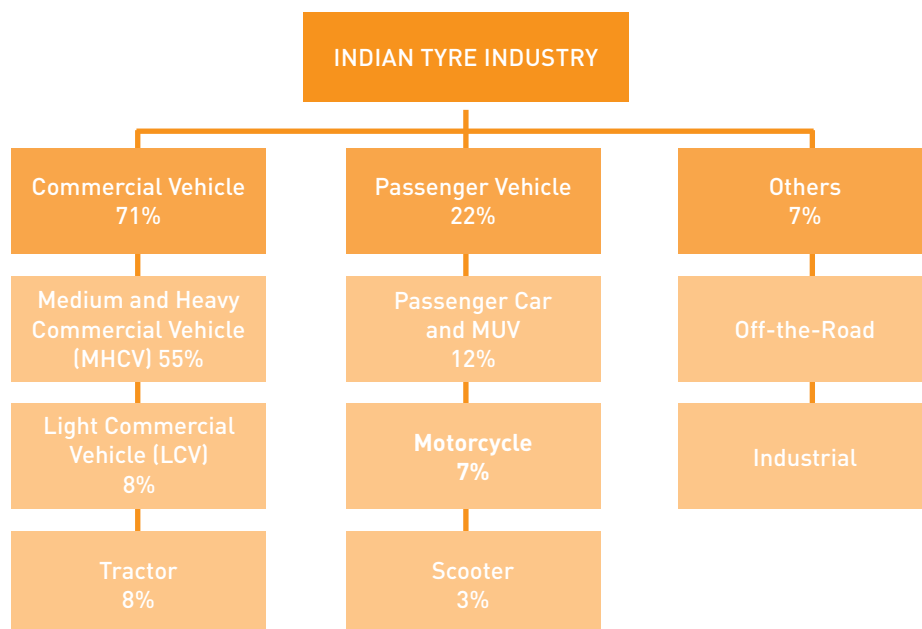 INDIAN TYRE INDUSTRY
Commercial Vehicle
71%
Passenger Vehicle
22%
Others
7%
Medium and Heavy
Commercial Vehicle
(MHCV) 55%
Passenger Car
and MUV
12%
Off-the-Road
Light Commercial
Vehicle (LCV)
8%
Motorcycle
7%
Industrial
Tractor
8%
Scooter
3%